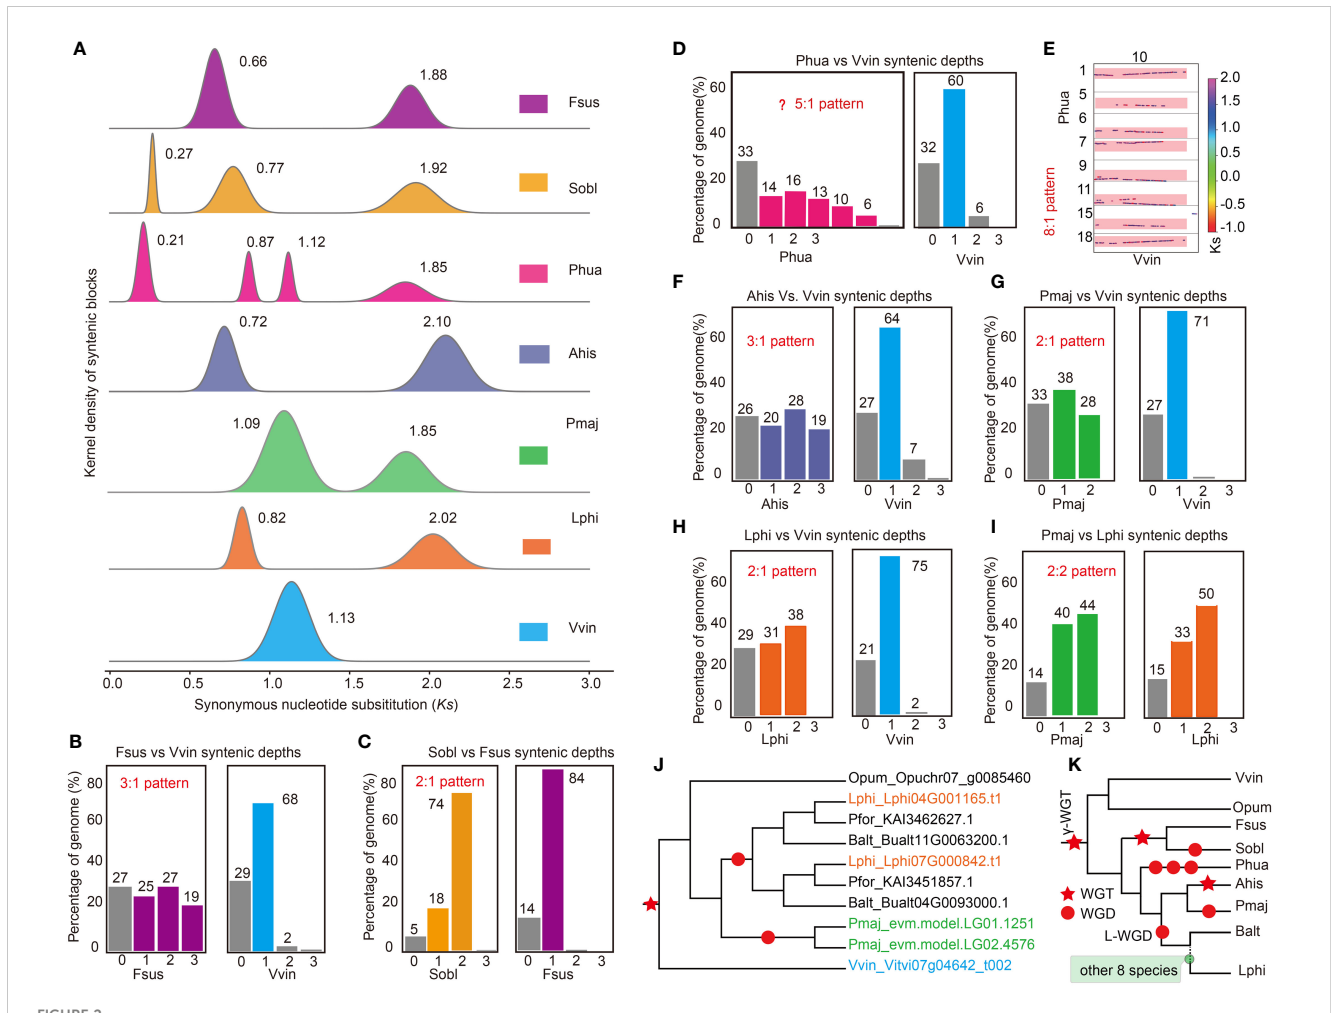 A
0.66
1.88
Fsus
0.27
0.77
1.92
Sobl
0.21
0.87
1.12
1.85
Phua
0.72
2.10
Ahis
1.09
1.85
Pmaj
0.82
2.02
Lphi
1.13
Vvin
Kernel density of syntenic blocks
0.0 0.5 1.0 1.5 2.0 2.5 3.0
Synonymous nucleotide subsititution (Ks)
B
Fsus vs Vvin syntenic depths
Percentage of genome (%)
80
60
40
20
0
3:1 pattern
27 25 27 19
0 1 2 3
Fsus
68
29
2
0 1 2 3
Vvin
C
Sobl vs Fsus syntenic depths
Percentage of genome (%)
80
60
40
20
0
2:1 pattern
74
18
5
0 1 2 3
Sobl
84
14
0 1 2 3
Fsus
D
Phua vs Vvin syntenic depths
Percentage of genome(%)
60
40
20
0
? 5:1 pattern
33
14 16 13 10 6
0 1 2 3
Phua
60
32
6
0 1 2 3
Vvin
E
10
Phua
8:1 pattern
1
5
6
7
9
11
15
18
Vvin
2.0
1.5
1.0
0.5
0.0
-0.5
-1.0
Ks
F
Ahis Vs. Vvin syntenic depths
Percentage of genome(%)
60
40
20
0
3:1 pattern
26 20 28 19
0 1 2 3
Ahis
64
27
7
0 1 2 3
Vvin
G
Pmaj vs Vvin syntenic depths
Percentage of genome(%)
60
40
20
0
2:1 pattern
33 38 28
0 1 2
Pmaj
71
27
0 1 2 3
Vvin
H
Lphi vs Vvin syntenic depths
Percentage of genome(%)
60
40
20
0
2:1 pattern
29 31 38
0 1 2 3
Lphi
75
21
2
0 1 2 3
Vvin
I
Pmaj vs Lphi syntenic depths
Percentage of genome(%)
60
40
20
0
2:2 pattern
14 40 44
0 1 2 3
Pmaj
50
33
15
0 1 2 3
Lphi
J
Opum_Opuchr07_g0085460
Lphi_Lphi04G001165.t1
Pfor_KAI3462627.1
Balt_Bualt11G0063200.1
Lphi_Lphi07G000842.t1
Pfor_KAI3451857.1
Balt_Bualt04G0093000.1
Pmaj_evm.model.LG01.1251
Pmaj_evm.model.LG02.4576
Vvin_Vitvi07g04642_t002
K
γ-WGT
Vvin
Opum
Fsus
Sobl
Phua
Ahis
Pmaj
Balt
Lphi
WGT
WGD
L-WGD
other 8 species